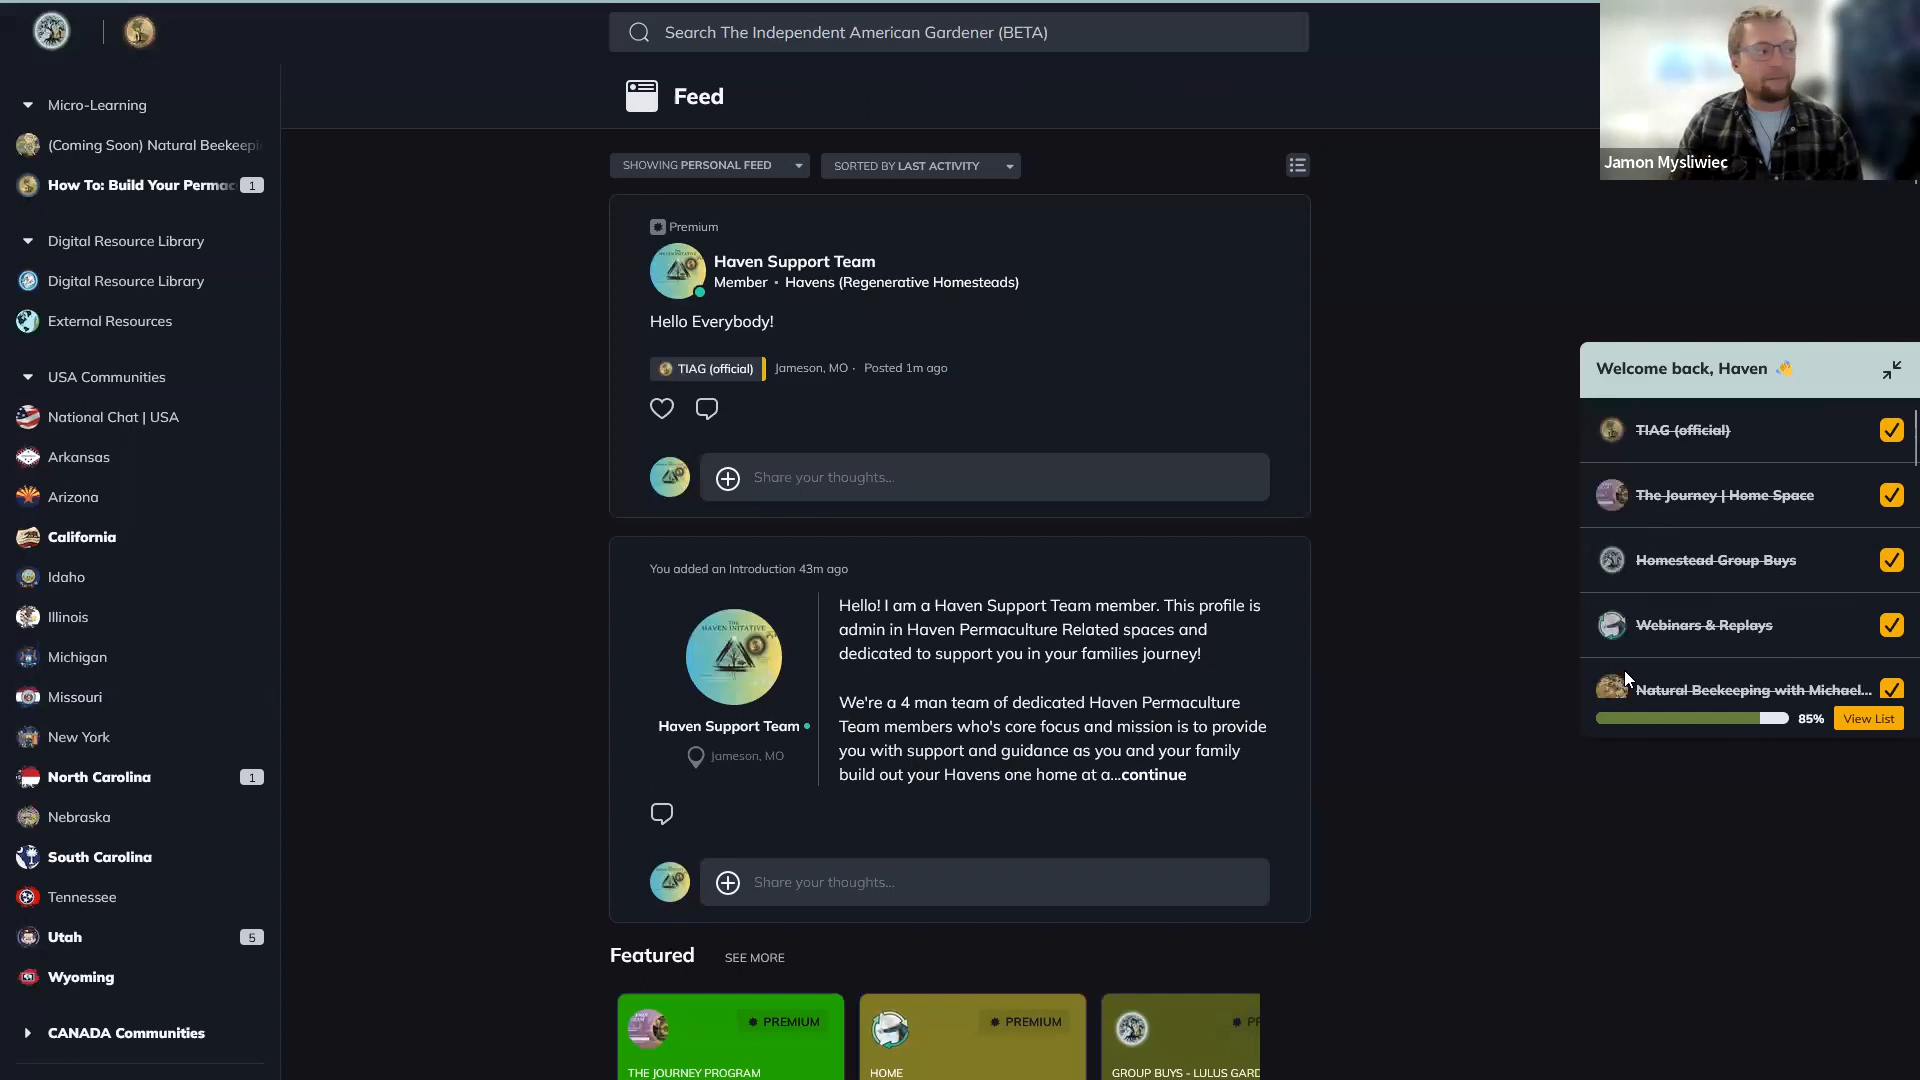 Search The Independent American Gardener (BETA)
Feed
Jamon Mysliwiec
Micro-Learning
(Coming Soon) Natural Beekeepi
How To: Build Your Permac 1
Digital Resource Library
Digital Resource Library
External Resources
USA Communities
National Chat | USA
Arkansas
Arizona
California
Idaho
Illinois
Michigan
Missouri
New York
North Carolina 1
Nebraska
South Carolina
Tennessee
Utah 5
Wyoming
CANADA Communities
SHOWING PERSONAL FEED
SORTED BY LAST ACTIVITY
Premium
Haven Support Team
Member • Havens (Regenerative Homesteads)
Hello Everybody!
TIAG (official) Jameson, MO · Posted 1m ago
Share your thoughts...
You added an Introduction 43m ago
THE
HAVEN INITATIVE
Haven Support Team
Jameson, MO
Hello! I am a Haven Support Team member. This profile is
admin in Haven Permaculture Related spaces and
dedicated to support you in your families journey!
We're a 4 man team of dedicated Haven Permaculture
Team members who's core focus and mission is to provide
you with support and guidance as you and your family
build out your Havens one home at a...continue
Share your thoughts...
Featured SEE MORE
PREMIUM
THE JOURNEY PROGRAM
PREMIUM
HOME
PR
GROUP BUYS - LULUS GARD
Welcome back, Haven 👋
TIAG (official)
The Journey | Home Space
Homestead Group Buys
Webinars & Replays
Natural Beekeeping with Michael...
85% View List